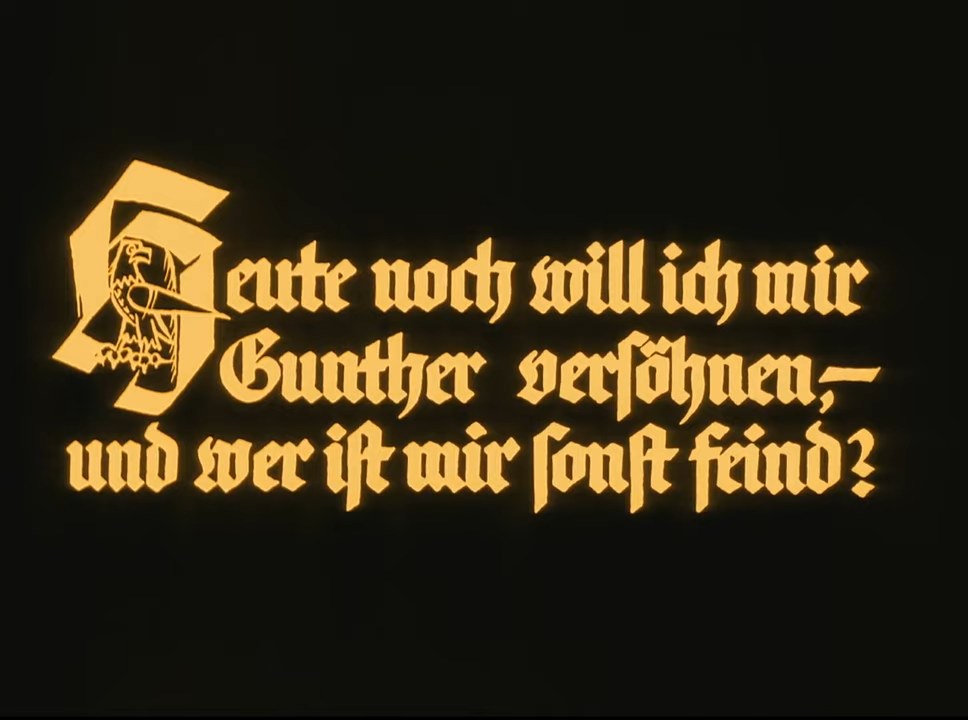 Heute noch will ich mir
Gunther verſöhnen,—
und wer iſt mir ſonſt feind?